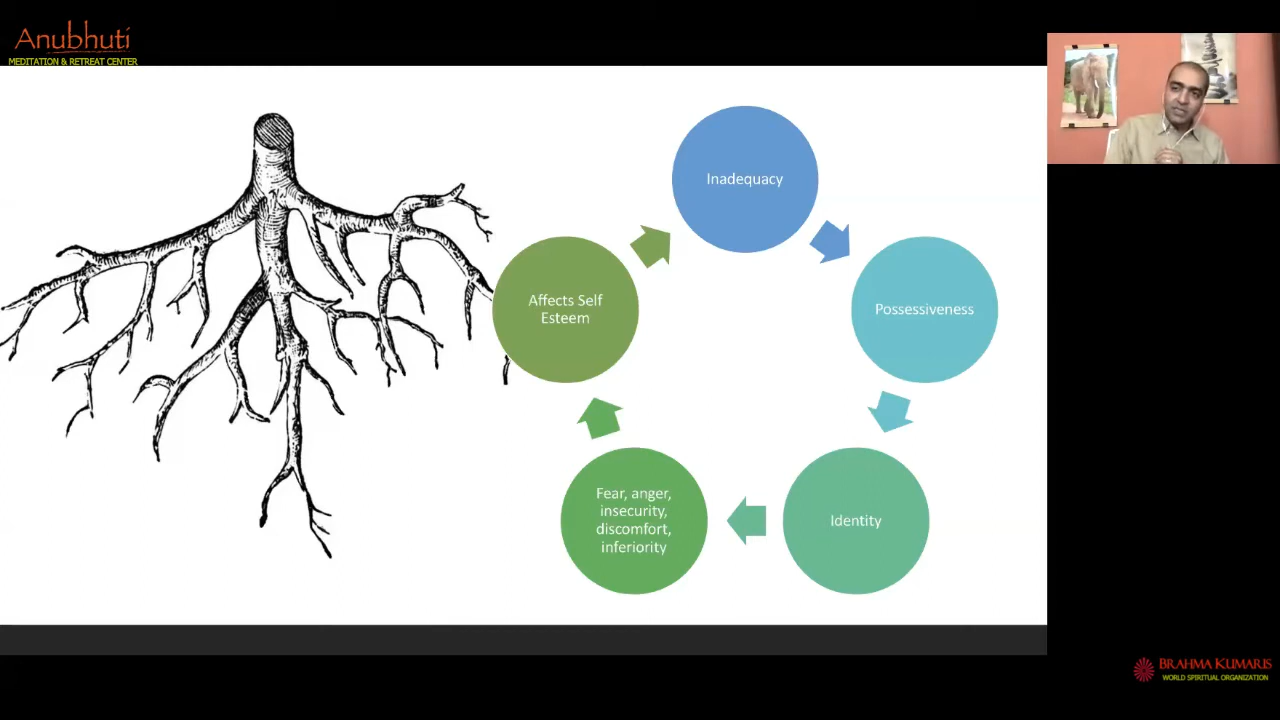 Anubhuti
MEDITATION & RETREAT CENTER
Inadequacy
Possessiveness
Identity
Fear, anger,
insecurity,
discomfort,
inferiority
Affects Self
Esteem
BRAHMA KUMARIS
WORLD SPIRITUAL ORGANIZATION